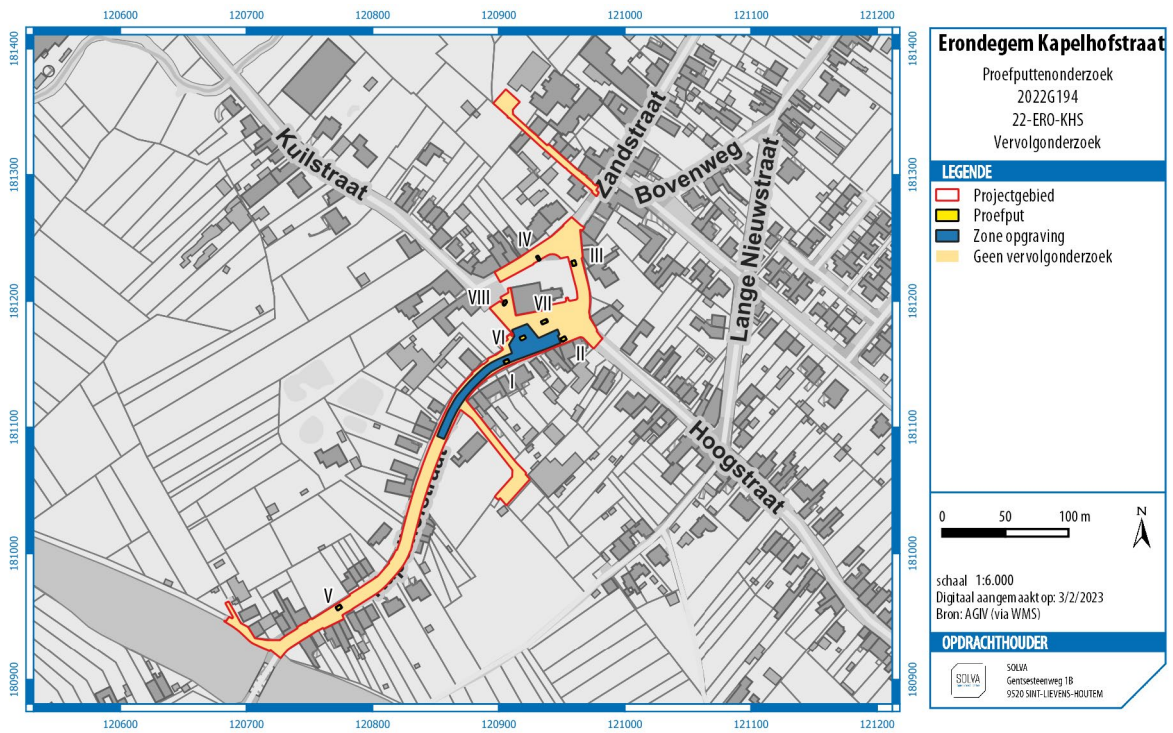 120600 120700 120800 120900 121000 121100 121200
181400 181400
181300 181300
181200 181200
181100 181100
181000 181000
180900 180900
Kuilstraat
Zandstraat
Bovenweg
Lange Nieuwstraat
Hoogstraat
IV
III
VIII
VII
VI
II
I
V
120600 120700 120800 120900 121000 121100 121200
Erondegem Kapelhofstraat
Proefputtenonderzoek
2022G194
22-ERO-KHS
Vervolgonderzoek
LEGENDE
Projectgebied
Proefput
Zone opgraving
Geen vervolgonderzoek
0 50 100 m
N
schaal 1:6.000
Digitaal aangemaakt op: 3/2/2023
Bron: AGIV (via WMS)
OPDRACHTHOUDER
SOLVA
SOLVA
Gentsesteenweg 1B
9520 SINT-LIEVENS-HOUTEM